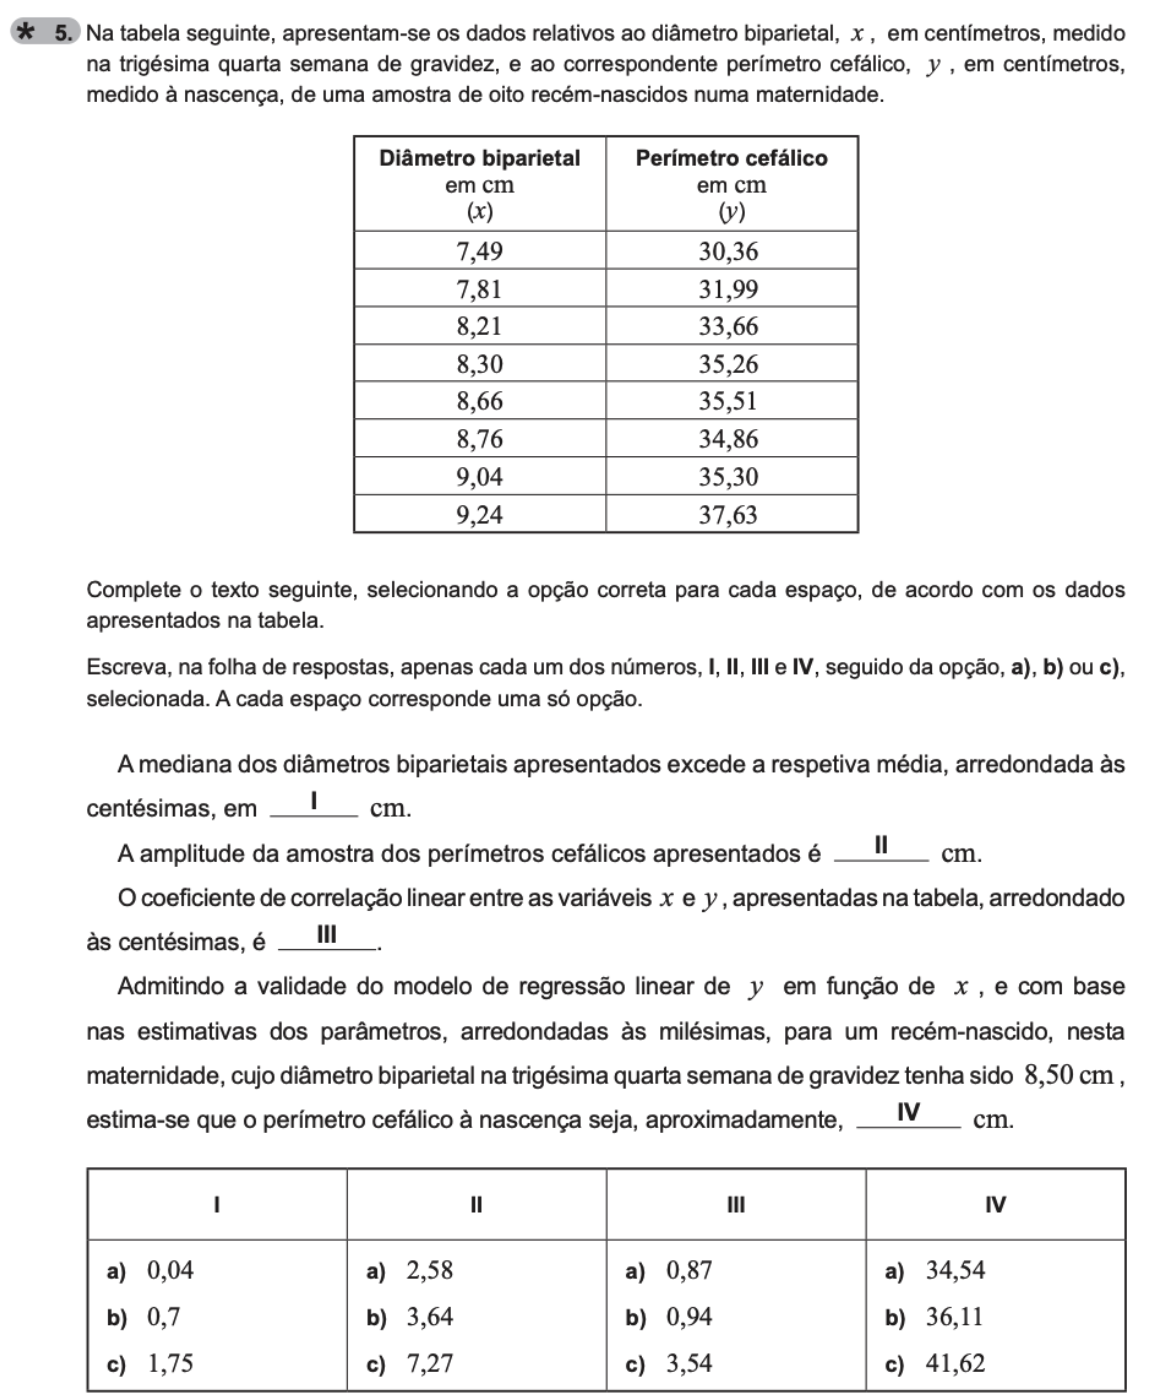 * 5. Na tabela seguinte, apresentam-se os dados relativos ao diâmetro biparietal, x , em centímetros, medido
na trigésima quarta semana de gravidez, e ao correspondente perímetro cefálico, y , em centímetros,
medido à nascença, de uma amostra de oito recém-nascidos numa maternidade.
Diâmetro biparietal em cm (x) Perímetro cefálico em cm (y)
7,49 30,36
7,81 31,99
8,21 33,66
8,30 35,26
8,66 35,51
8,76 34,86
9,04 35,30
9,24 37,63
Complete o texto seguinte, selecionando a opção correta para cada espaço, de acordo com os dados
apresentados na tabela.
Escreva, na folha de respostas, apenas cada um dos números, I, II, III e IV, seguido da opção, a), b) ou c),
selecionada. A cada espaço corresponde uma só opção.
A mediana dos diâmetros biparietais apresentados excede a respetiva média, arredondada às
centésimas, em I cm.
A amplitude da amostra dos perímetros cefálicos apresentados é II cm.
O coeficiente de correlação linear entre as variáveis x e y , apresentadas na tabela, arredondado
às centésimas, é III .
Admitindo a validade do modelo de regressão linear de y em função de x , e com base
nas estimativas dos parâmetros, arredondadas às milésimas, para um recém-nascido, nesta
maternidade, cujo diâmetro biparietal na trigésima quarta semana de gravidez tenha sido 8,50 cm ,
estima-se que o perímetro cefálico à nascença seja, aproximadamente, IV cm.
I II III IV
a) 0,04 a) 2,58 a) 0,87 a) 34,54
b) 0,7 b) 3,64 b) 0,94 b) 36,11
c) 1,75 c) 7,27 c) 3,54 c) 41,62